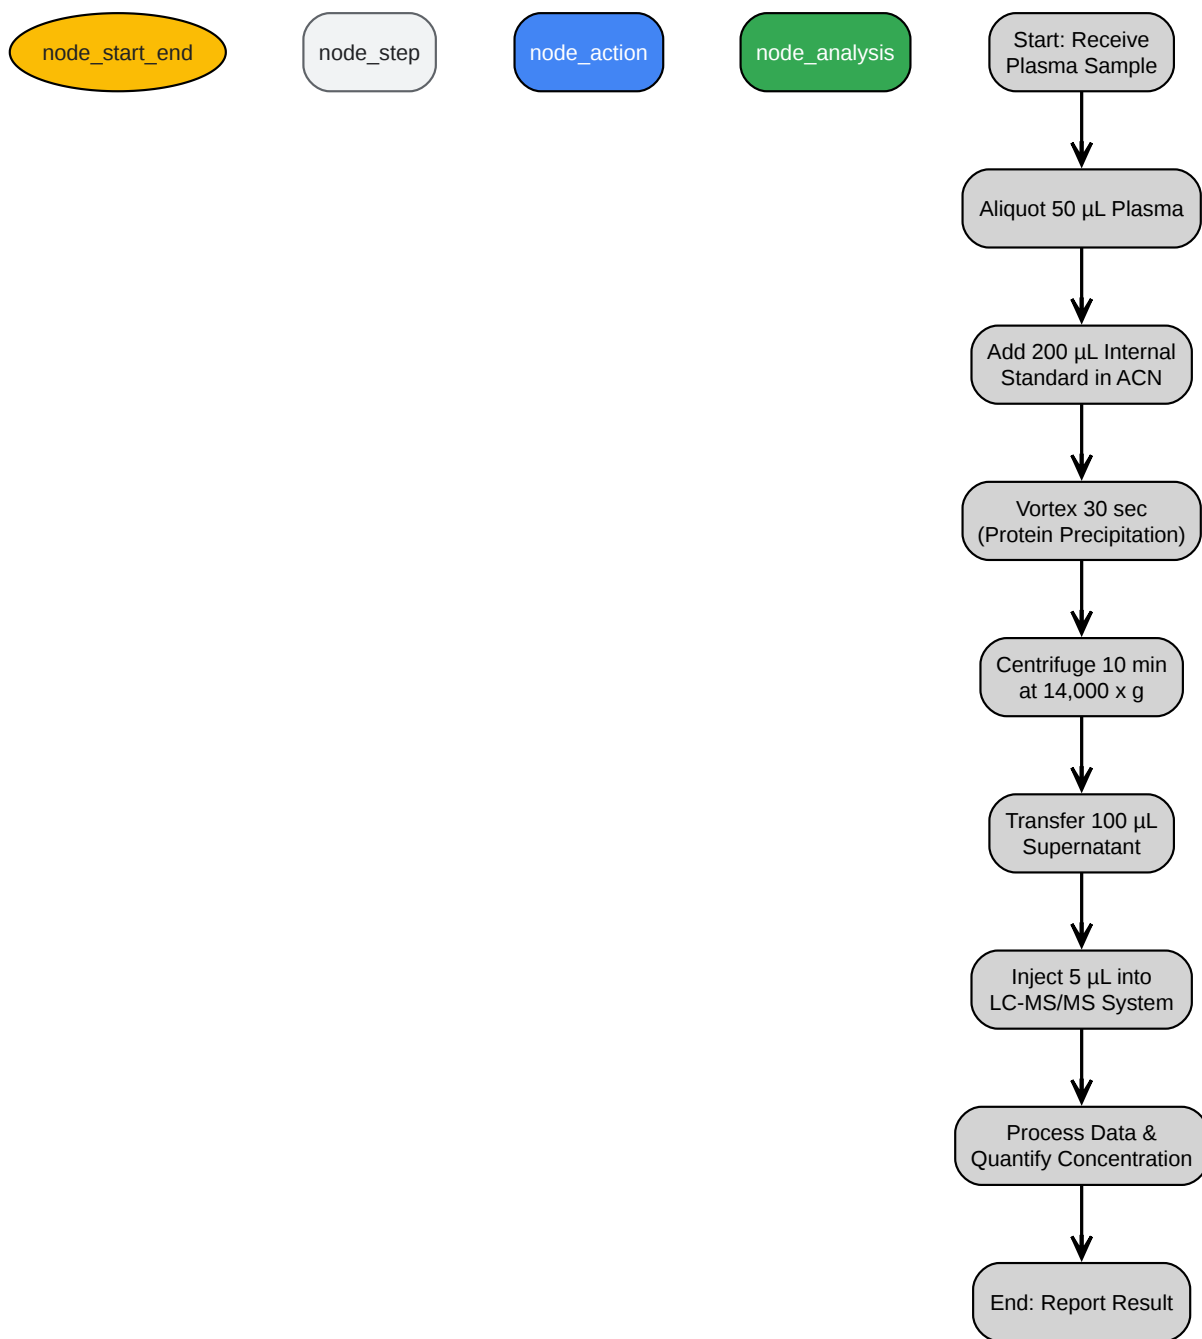 node_start_end
node_step
node_action
node_analysis
Start: Receive
Plasma Sample
Aliquot 50 µL Plasma
Add 200 µL Internal
Standard in ACN
Vortex 30 sec
(Protein Precipitation)
Centrifuge 10 min
at 14,000 x g
Transfer 100 µL
Supernatant
Inject 5 µL into
LC-MS/MS System
Process Data &
Quantify Concentration
End: Report Result